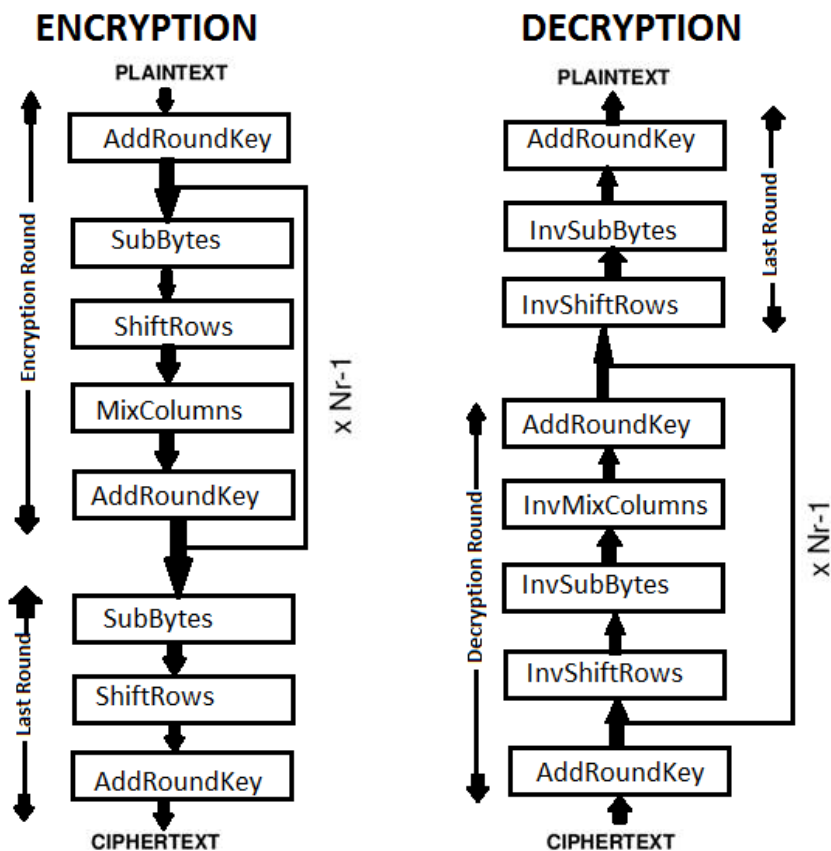 ENCRYPTION
PLAINTEXT
AddRoundKey
SubBytes
ShiftRows
MixColumns
AddRoundKey
SubBytes
ShiftRows
AddRoundKey
CIPHERTEXT
Encryption Round
Last Round
x Nr-1
DECRYPTION
PLAINTEXT
AddRoundKey
InvSubBytes
InvShiftRows
AddRoundKey
InvMixColumns
InvSubBytes
InvShiftRows
AddRoundKey
CIPHERTEXT
Last Round
Decryption Round
x Nr-1